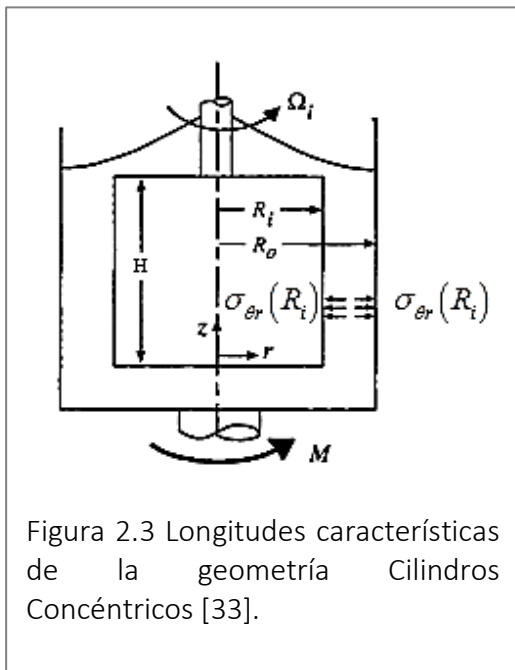 Ω_i
R_i
H
R_o
σ_θr(R_i) σ_θr(R_i)
z
r
M
Figura 2.3 Longitudes características
de la geometría Cilindros
Concéntricos [33].